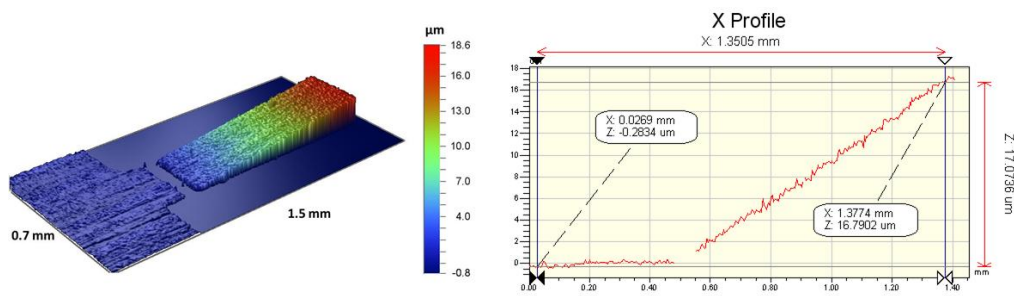 µm
18.6
16.0
13.0
10.0
7.0
4.0
-0.8
0.7 mm
1.5 mm
X Profile
X: 1.3505 mm
18
16
14
12
10
8
6
4
2
0
X: 0.0269 mm
Z: -0.2834 um
X: 1.3774 mm
Z: 16.7902 um
Z: 17.0736 um
mm
0.00 0.20 0.40 0.60 0.80 1.00 1.20 1.40